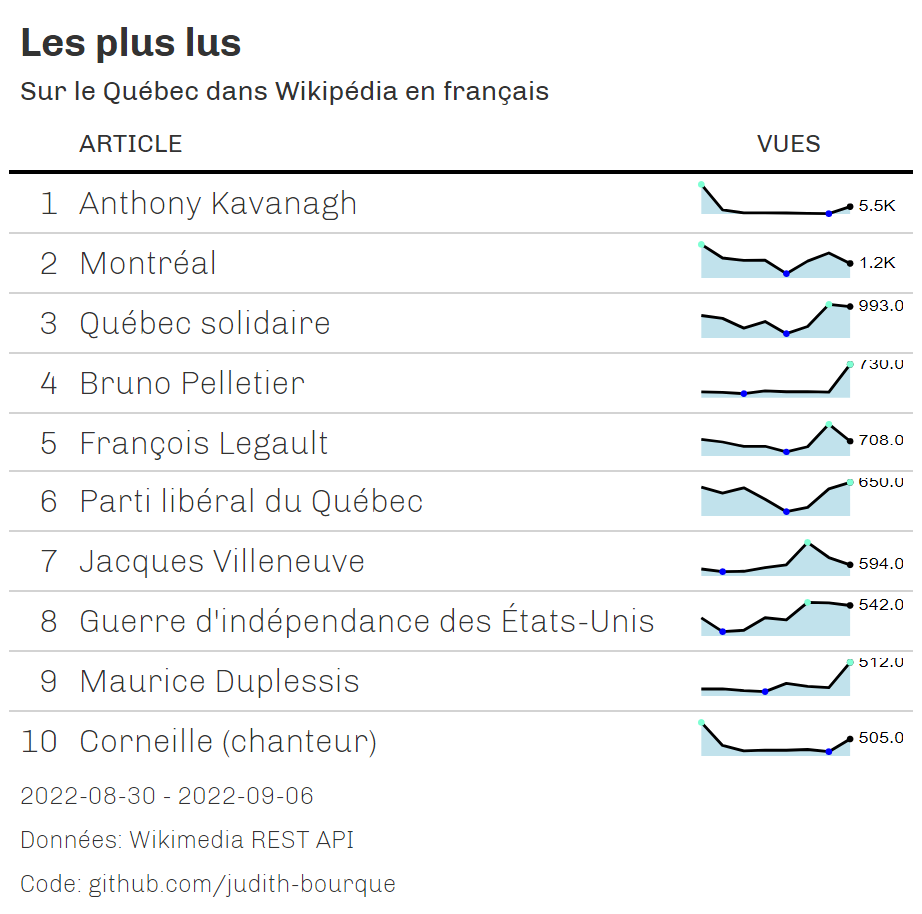 Les plus lus
Sur le Québec dans Wikipédia en français
ARTICLE VUES
1 Anthony Kavanagh 5.5K
2 Montréal 1.2K
3 Québec solidaire 993.0
4 Bruno Pelletier 730.0
5 François Legault 708.0
6 Parti libéral du Québec 650.0
7 Jacques Villeneuve 594.0
8 Guerre d'indépendance des États-Unis 542.0
9 Maurice Duplessis 512.0
10 Corneille (chanteur) 505.0
2022-08-30 - 2022-09-06
Données: Wikimedia REST API
Code: github.com/judith-bourque